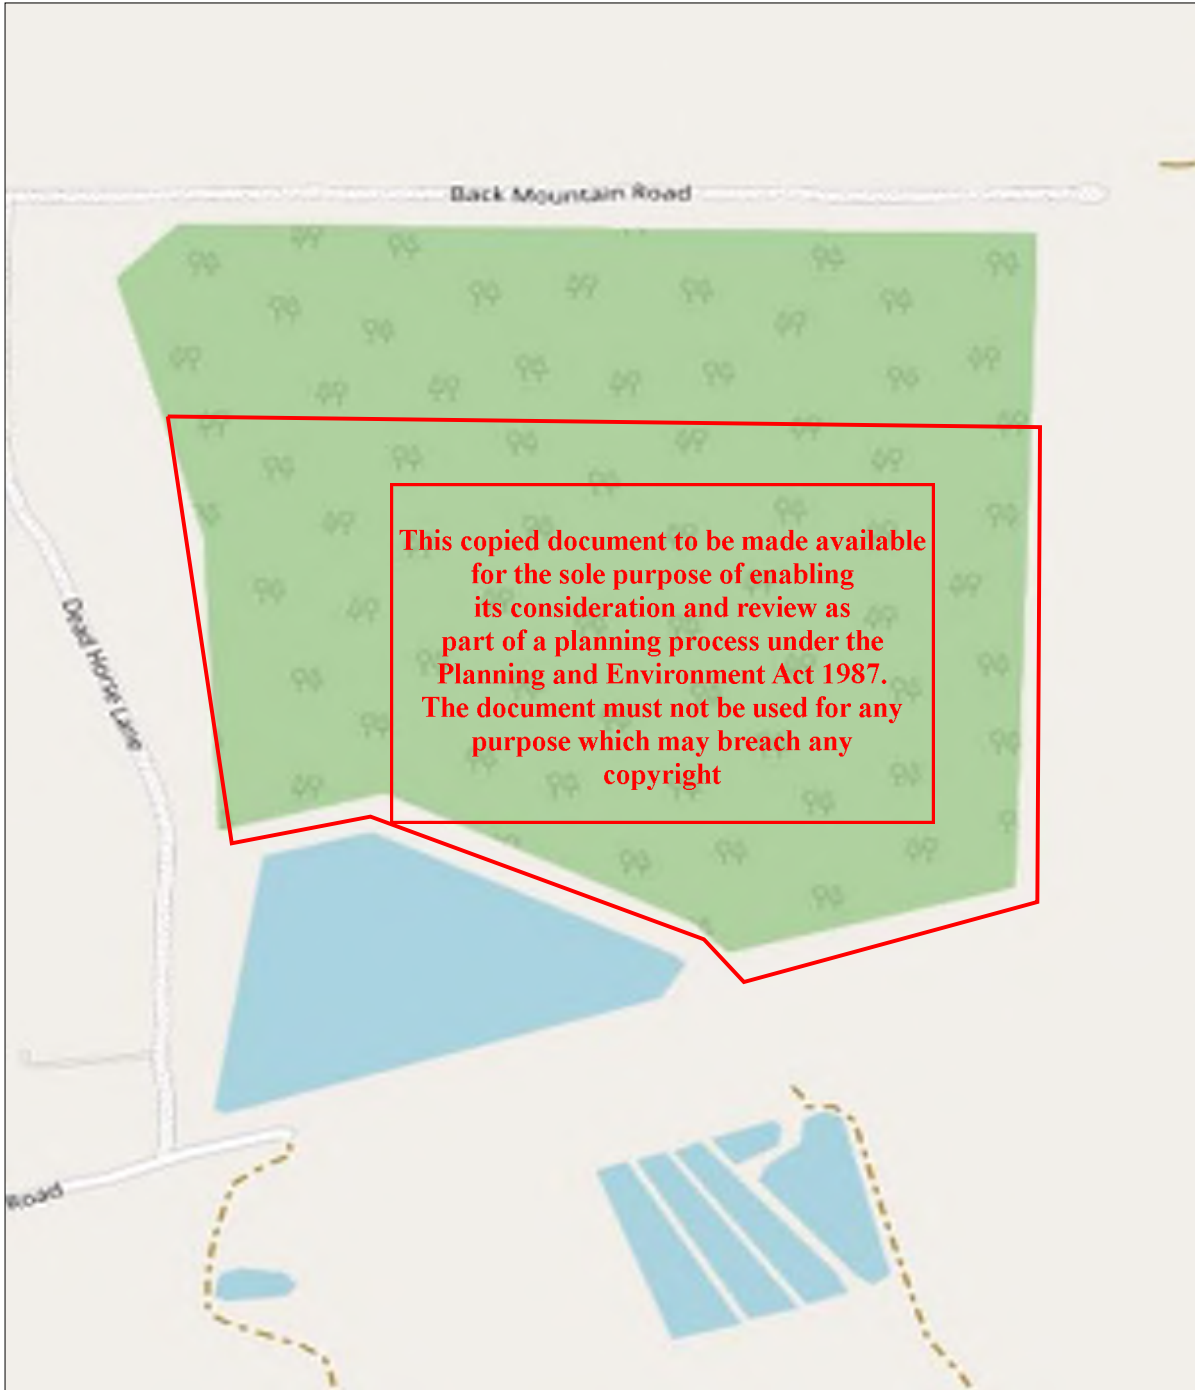 Back Mountain Road
This copied document to be made available
for the sole purpose of enabling
its consideration and review as
part of a planning process under the
Planning and Environment Act 1987.
The document must not be used for any
purpose which may breach any
copyright
Dead Horse Lane
Road